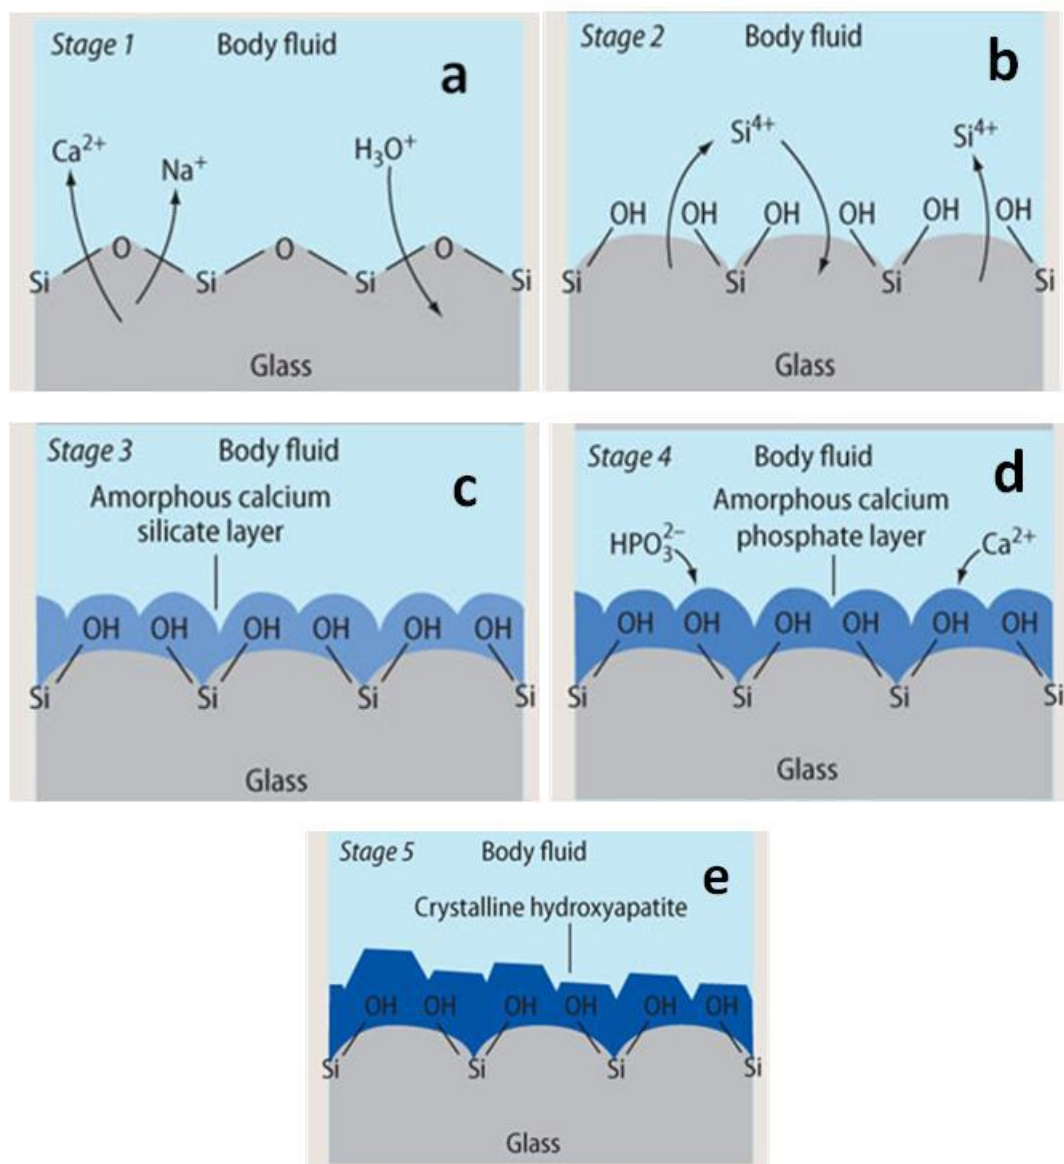 Stage 1 Body fluid a
Ca²⁺ Na⁺ H₃O⁺
O O O
Si Si Si Si
Glass
Stage 2 Body fluid b
Si⁴⁺ Si⁴⁺
OH OH OH OH OH OH
Si Si Si Si
Glass
Stage 3 Body fluid c
Amorphous calcium
silicate layer
OH OH OH OH OH OH
Si Si Si Si
Glass
Stage 4 Body fluid d
Amorphous calcium
HPO₃²⁻ phosphate layer Ca²⁺
OH OH OH OH OH OH
Si Si Si Si
Glass
Stage 5 Body fluid e
Crystalline hydroxyapatite
OH OH OH OH OH OH
Si Si Si Si
Glass